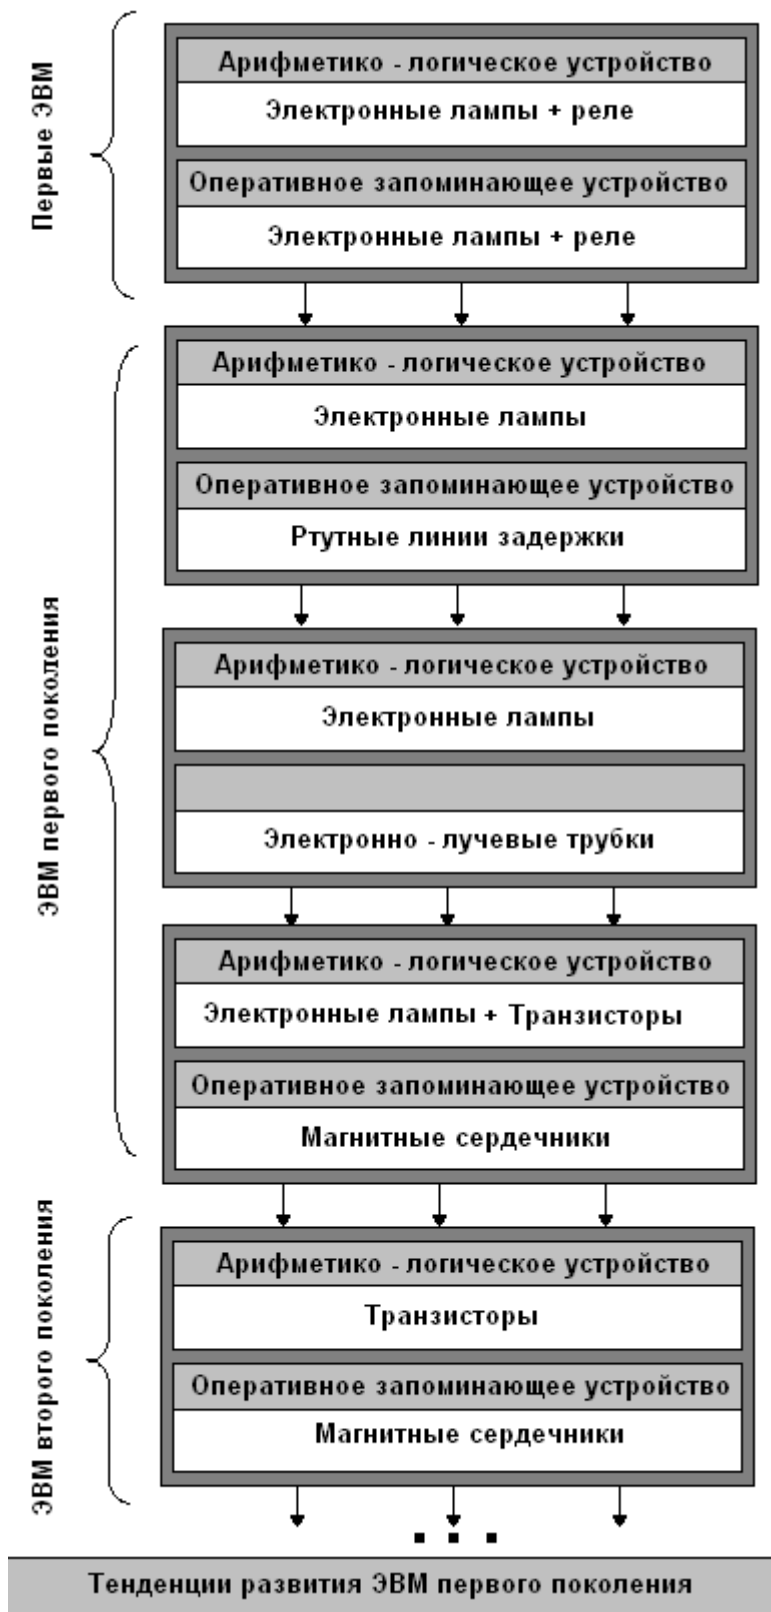 Первые ЭВМ
Арифметико - логическое устройство
Электронные лампы + реле
Оперативное запоминающее устройство
Электронные лампы + реле
ЭВМ первого поколения
Арифметико - логическое устройство
Электронные лампы
Оперативное запоминающее устройство
Ртутные линии задержки
Арифметико - логическое устройство
Электронные лампы
Электронно - лучевые трубки
Арифметико - логическое устройство
Электронные лампы + Транзисторы
Оперативное запоминающее устройство
Магнитные сердечники
ЭВМ второго поколения
Арифметико - логическое устройство
Транзисторы
Оперативное запоминающее устройство
Магнитные сердечники
. . .
Тенденции развития ЭВМ первого поколения